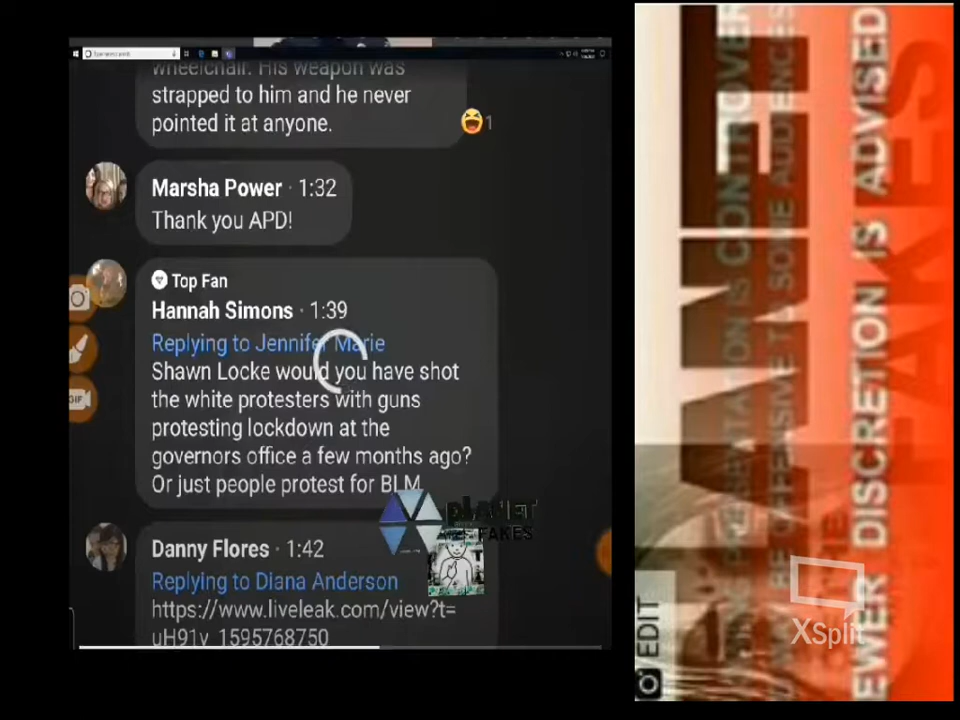 wheelchair. His weapon was
strapped to him and he never
pointed it at anyone.
1
Marsha Power · 1:32
Thank you APD!
Top Fan
Hannah Simons · 1:39
Replying to Jennifer Marie
Shawn Locke would you have shot
the white protesters with guns
protesting lockdown at the
governors office a few months ago?
Or just people protest for BLM
GIF
PLANET
FAKES
Danny Flores · 1:42
Replying to Diana Anderson
https://www.liveleak.com/view?t=
uH91v_1595768750
EWER DISCRETION IS ADVISED
FAKES
EDIT
XSplit